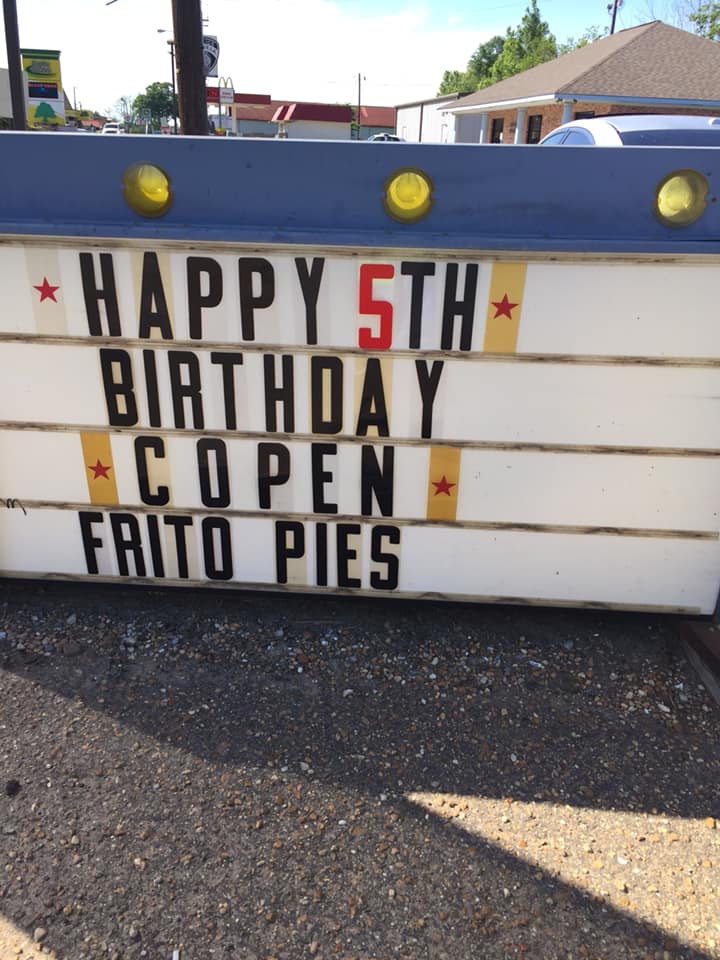 ★ HAPPY 5TH ★
BIRTHDAY
★ COPEN ★
FRITO PIES